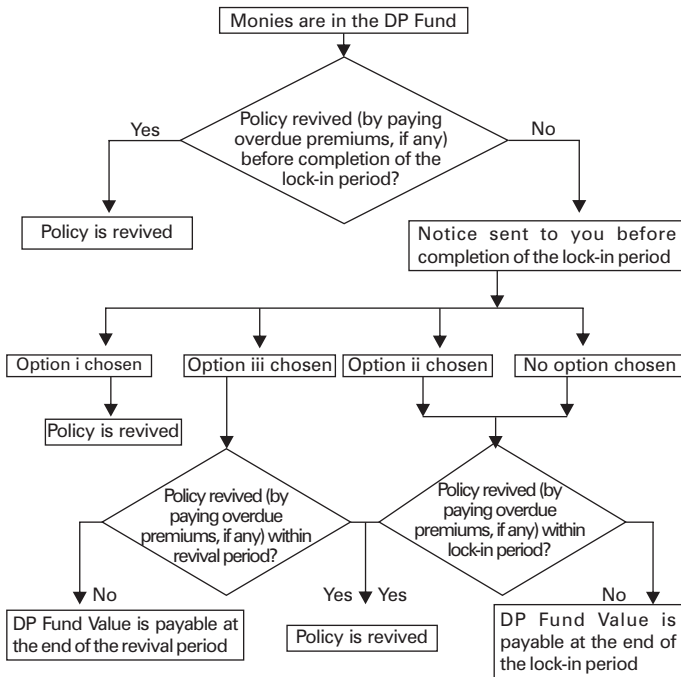 Monies are in the DP Fund
Policy revived (by paying
overdue premiums, if any)
before completion of the
lock-in period?
Yes
No
Policy is revived
Notice sent to you before
completion of the lock-in period
Option i chosen
Option iii chosen
Option ii chosen
No option chosen
Policy is revived
Policy revived (by
paying overdue
premiums, if any) within
revival period?
Policy revived (by
paying overdue
premiums, if any) within
lock-in period?
No
Yes
Yes
No
DP Fund Value is payable at
the end of the revival period
Policy is revived
DP Fund Value is
payable at the end of
the lock-in period